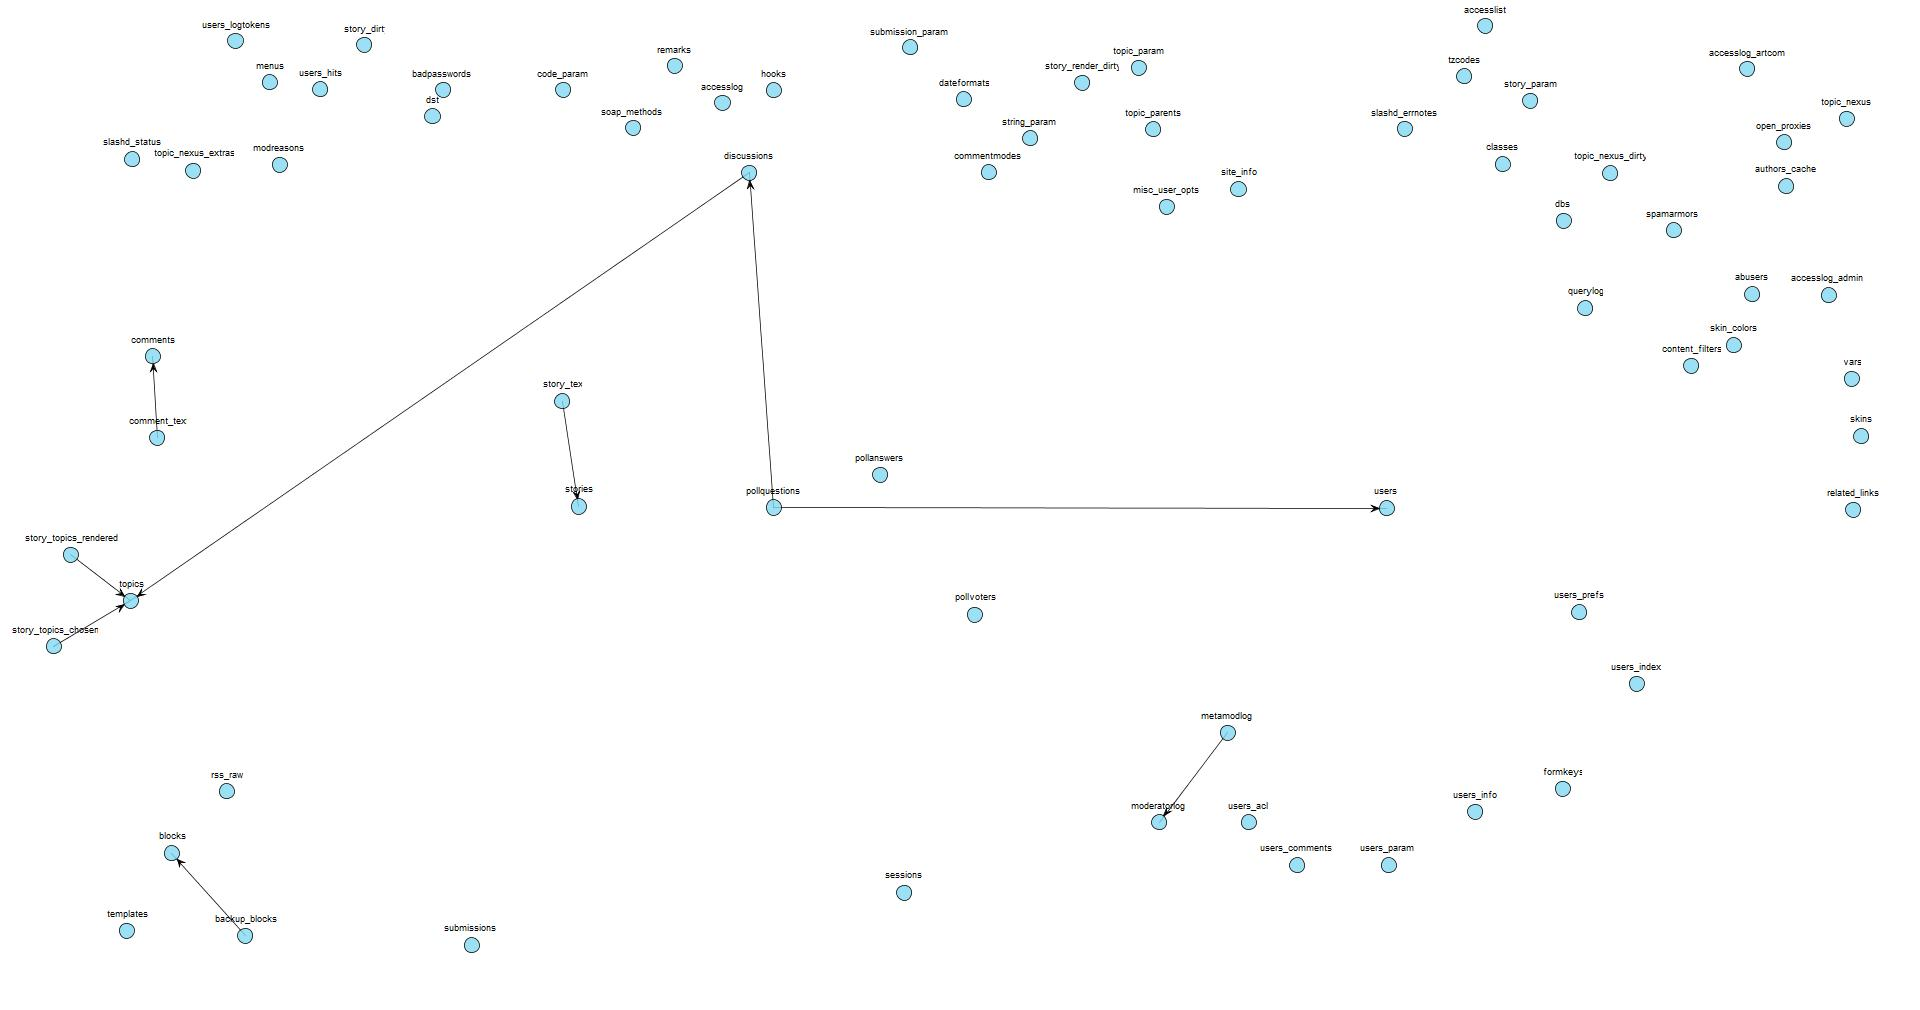 accesslist
users_logtokens
story_dirt
submission_param
remarks
topic_param
accesslog_artcom
tzcodes
menus
story_render_dirty
users_hits
badpasswords
code_param
hooks
dateformats
story_param
accesslog
dst
topic_nexus
soap_methods
topic_parents
slashd_errnotes
string_param
open_proxies
slashd_status
modreasons
classes
topic_nexus_extras
discussions
commentmodes
topic_nexus_dirty
authors_cache
site_info
misc_user_opts
dbs
spamarmors
abusers
accesslog_admin
querylog
skin_colors
comments
content_filters
vars
story_tex
comment_tex
skins
pollanswers
stories
pollquestions
users
related_links
story_topics_rendered
topics
users_prefs
pollvoters
story_topics_chosen
users_index
metamodlog
rss_raw
formkeys
users_info
moderatorlog
users_acl
blocks
users_comments
users_param
sessions
templates
backup_blocks
submissions